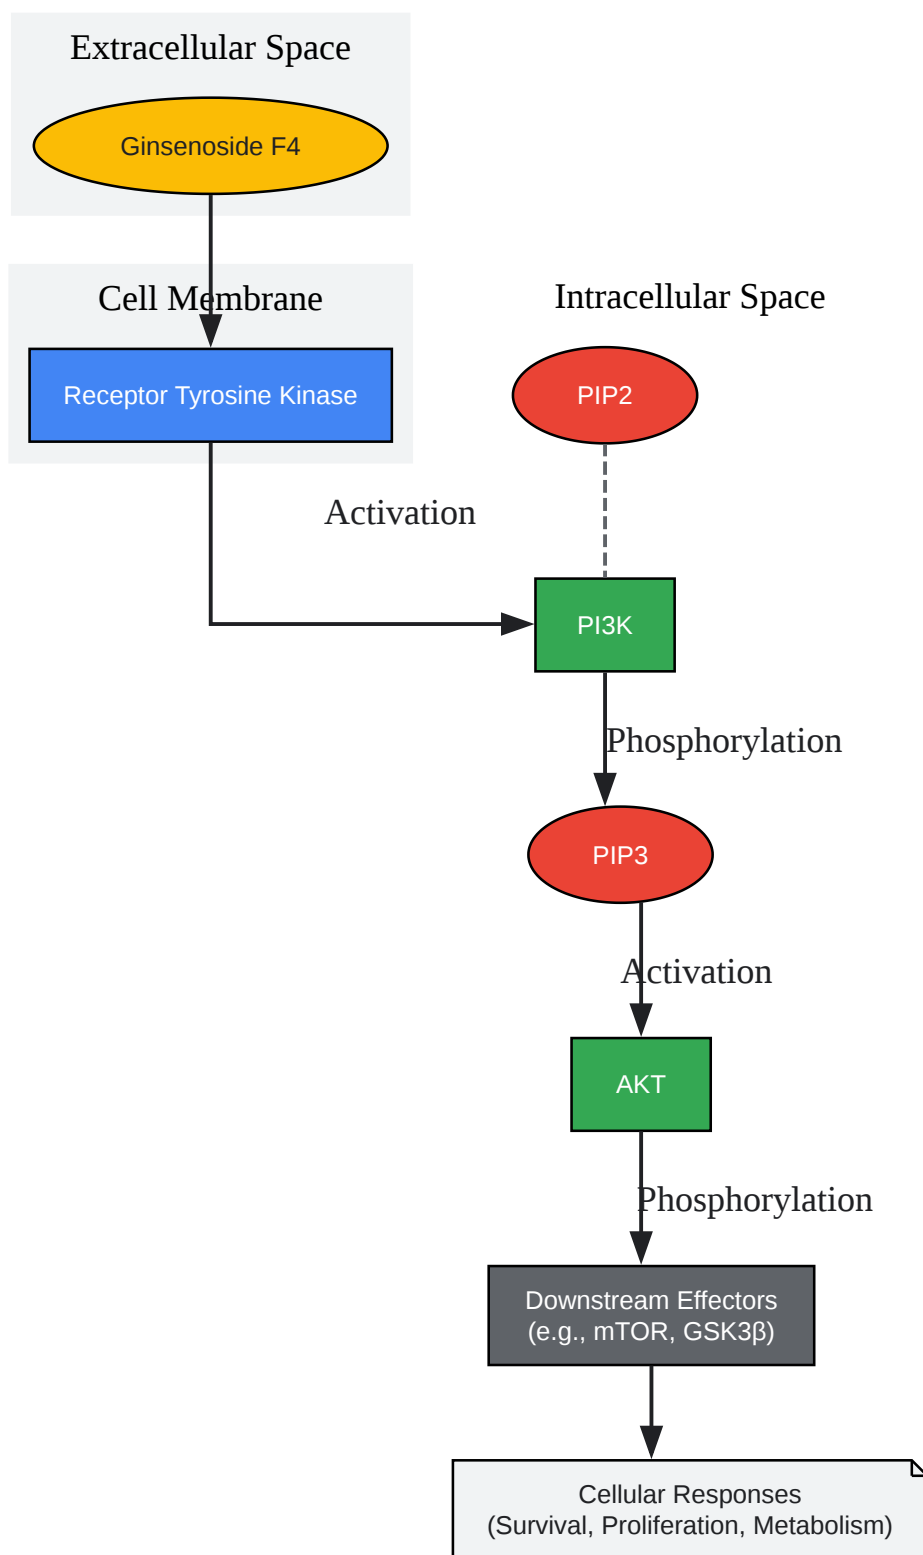 Extracellular Space
Ginsenoside F4
Cell Membrane
Intracellular Space
Receptor Tyrosine Kinase
PIP2
Activation
PI3K
Phosphorylation
PIP3
Activation
AKT
Phosphorylation
Downstream Effectors
(e.g., mTOR, GSK3β)
Cellular Responses
(Survival, Proliferation, Metabolism)